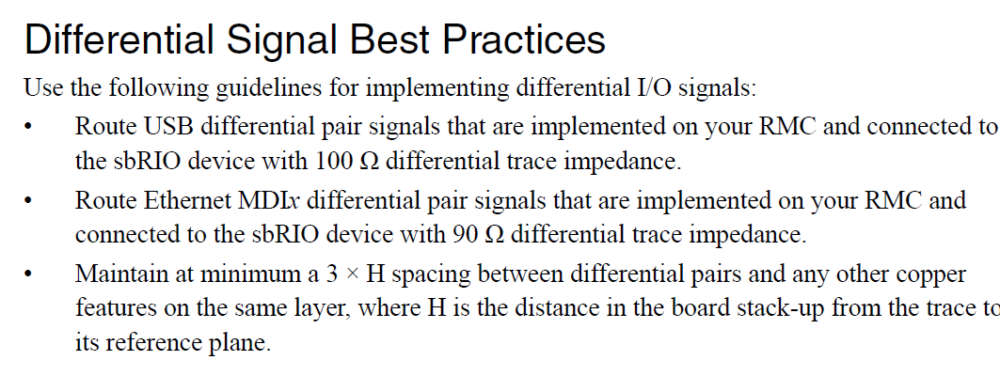 Differential Signal Best Practices
Use the following guidelines for implementing differential I/O signals:
• Route USB differential pair signals that are implemented on your RMC and connected to
the sbRIO device with 100 Ω differential trace impedance.
• Route Ethernet MDIx differential pair signals that are implemented on your RMC and
connected to the sbRIO device with 90 Ω differential trace impedance.
• Maintain at minimum a 3 × H spacing between differential pairs and any other copper
features on the same layer, where H is the distance in the board stack-up from the trace to
its reference plane.